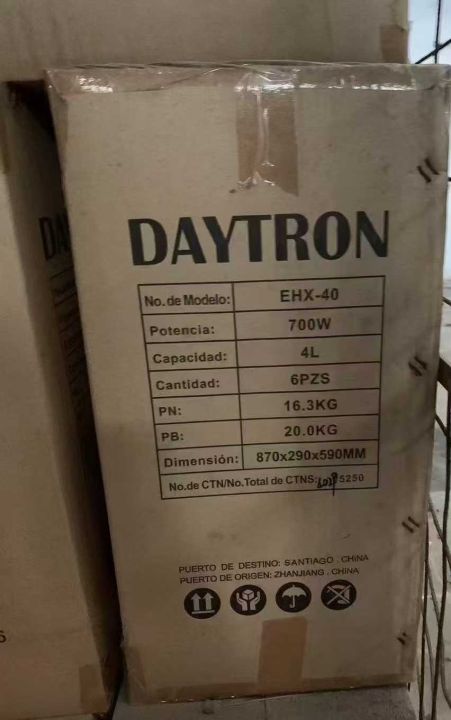 DAYTRON
No. de Modelo: EHX-40
Potencia: 700W
Capacidad: 4L
Cantidad: 6PZS
PN: 16.3KG
PB: 20.0KG
Dimensión: 870x290x590MM
No. de CTN/No. Total de CTNS: 5250
PUERTO DE DESTINO: SANTIAGO . CHINA
PUERTO DE ORIGEN: ZHANJIANG . CHINA
DA
6